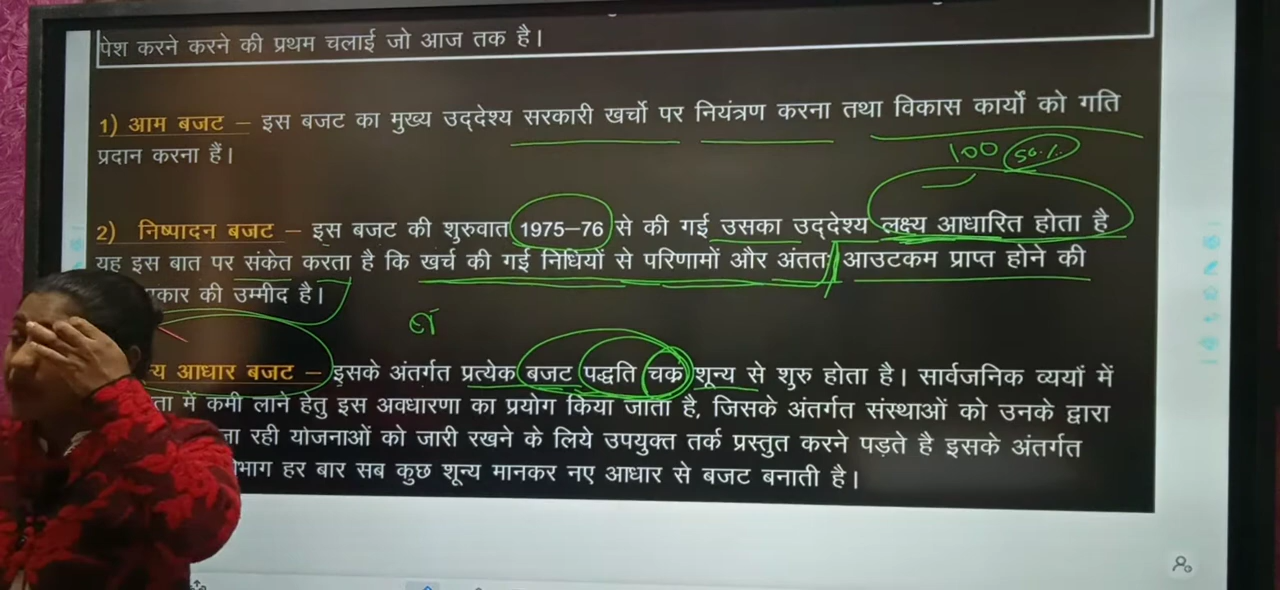 पेश करने करने की प्रथम चलाई जो आज तक है।
1) आम बजट – इस बजट का मुख्य उद्देश्य सरकारी खर्चो पर नियंत्रण करना तथा विकास कार्यों को गति
प्रदान करना हैं।
100 50%
2) निष्पादन बजट – इस बजट की शुरुवात 1975–76 से की गई उसका उद्देश्य लक्ष्य आधारित होता है
यह इस बात पर संकेत करता है कि खर्च की गई निधियों से परिणामों और अंततः आउटकम प्राप्त होने की
की उम्मीद है।
आधार बजट – इसके अंतर्गत प्रत्येक बजट पद्धति चक्र शून्य से शुरु होता है। सार्वजनिक व्ययों में
में कमी लाने हेतु इस अवधारणा का प्रयोग किया जाता है, जिसके अंतर्गत संस्थाओं को उनके द्वारा
रही योजनाओं को जारी रखने के लिये उपयुक्त तर्क प्रस्तुत करने पड़ते है इसके अंतर्गत
हर बार सब कुछ शून्य मानकर नए आधार से बजट बनाती है।